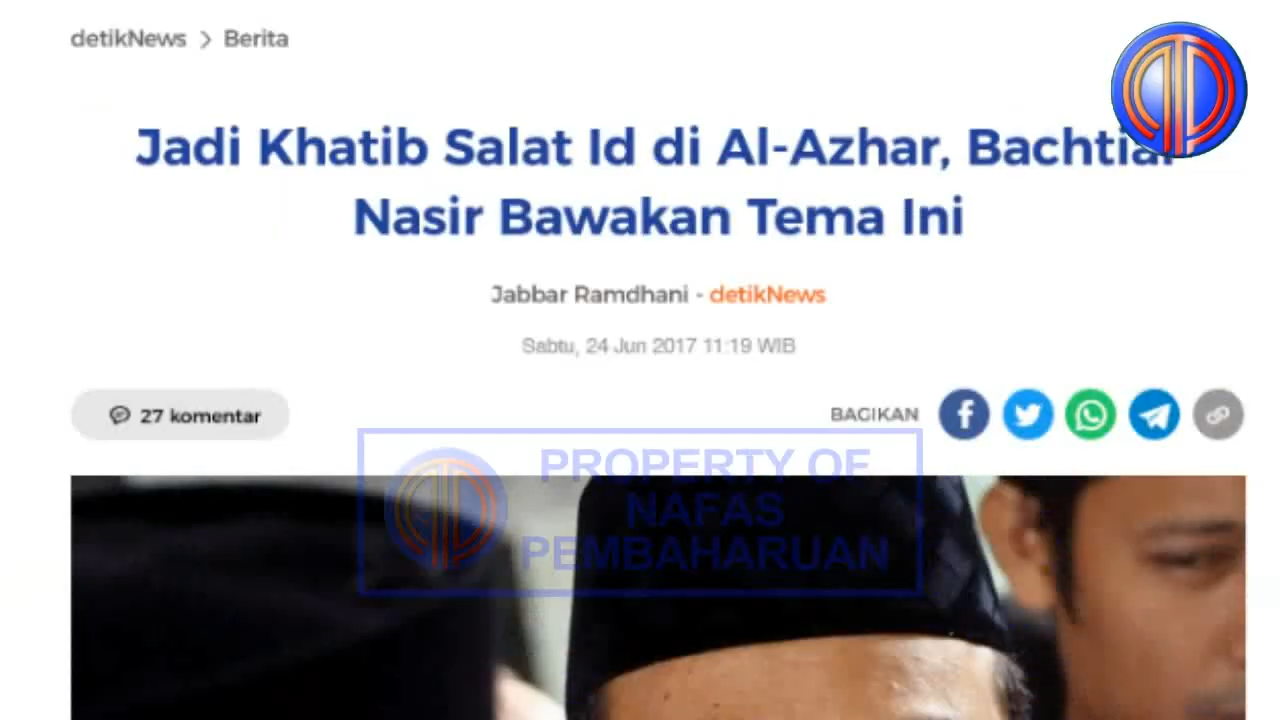 detikNews > Berita
Jadi Khatib Salat Id di Al-Azhar, Bachtiar
Nasir Bawakan Tema Ini
Jabbar Ramdhani - detikNews
Sabtu, 24 Jun 2017 11:19 WIB
27 komentar
BAGIKAN
PROPERTY OF
NAFAS
PEMBAHARUAN